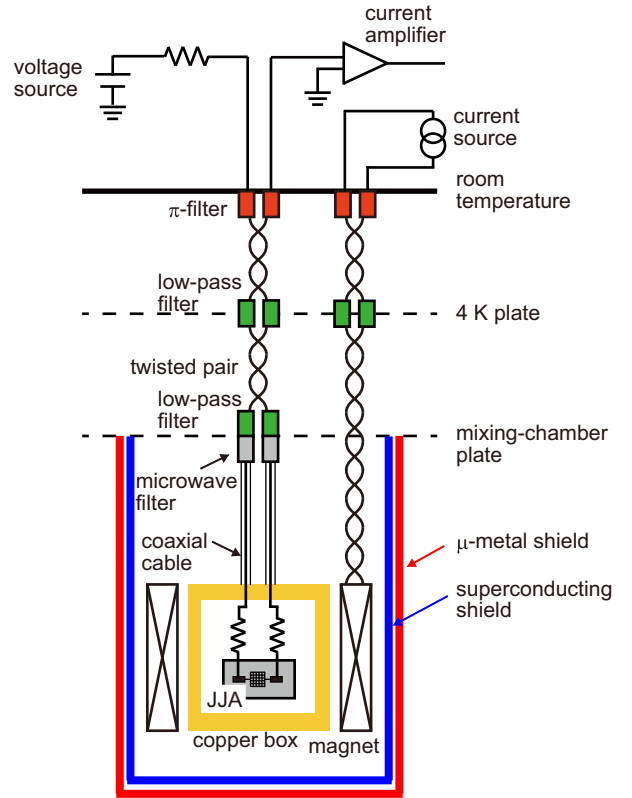 current
amplifier
voltage
source
current
source
room
temperature
π-filter
low-pass
filter
4 K plate
twisted pair
low-pass
filter
mixing-chamber
plate
microwave
filter
coaxial
cable
μ-metal shield
superconducting
shield
JJA
copper box
magnet